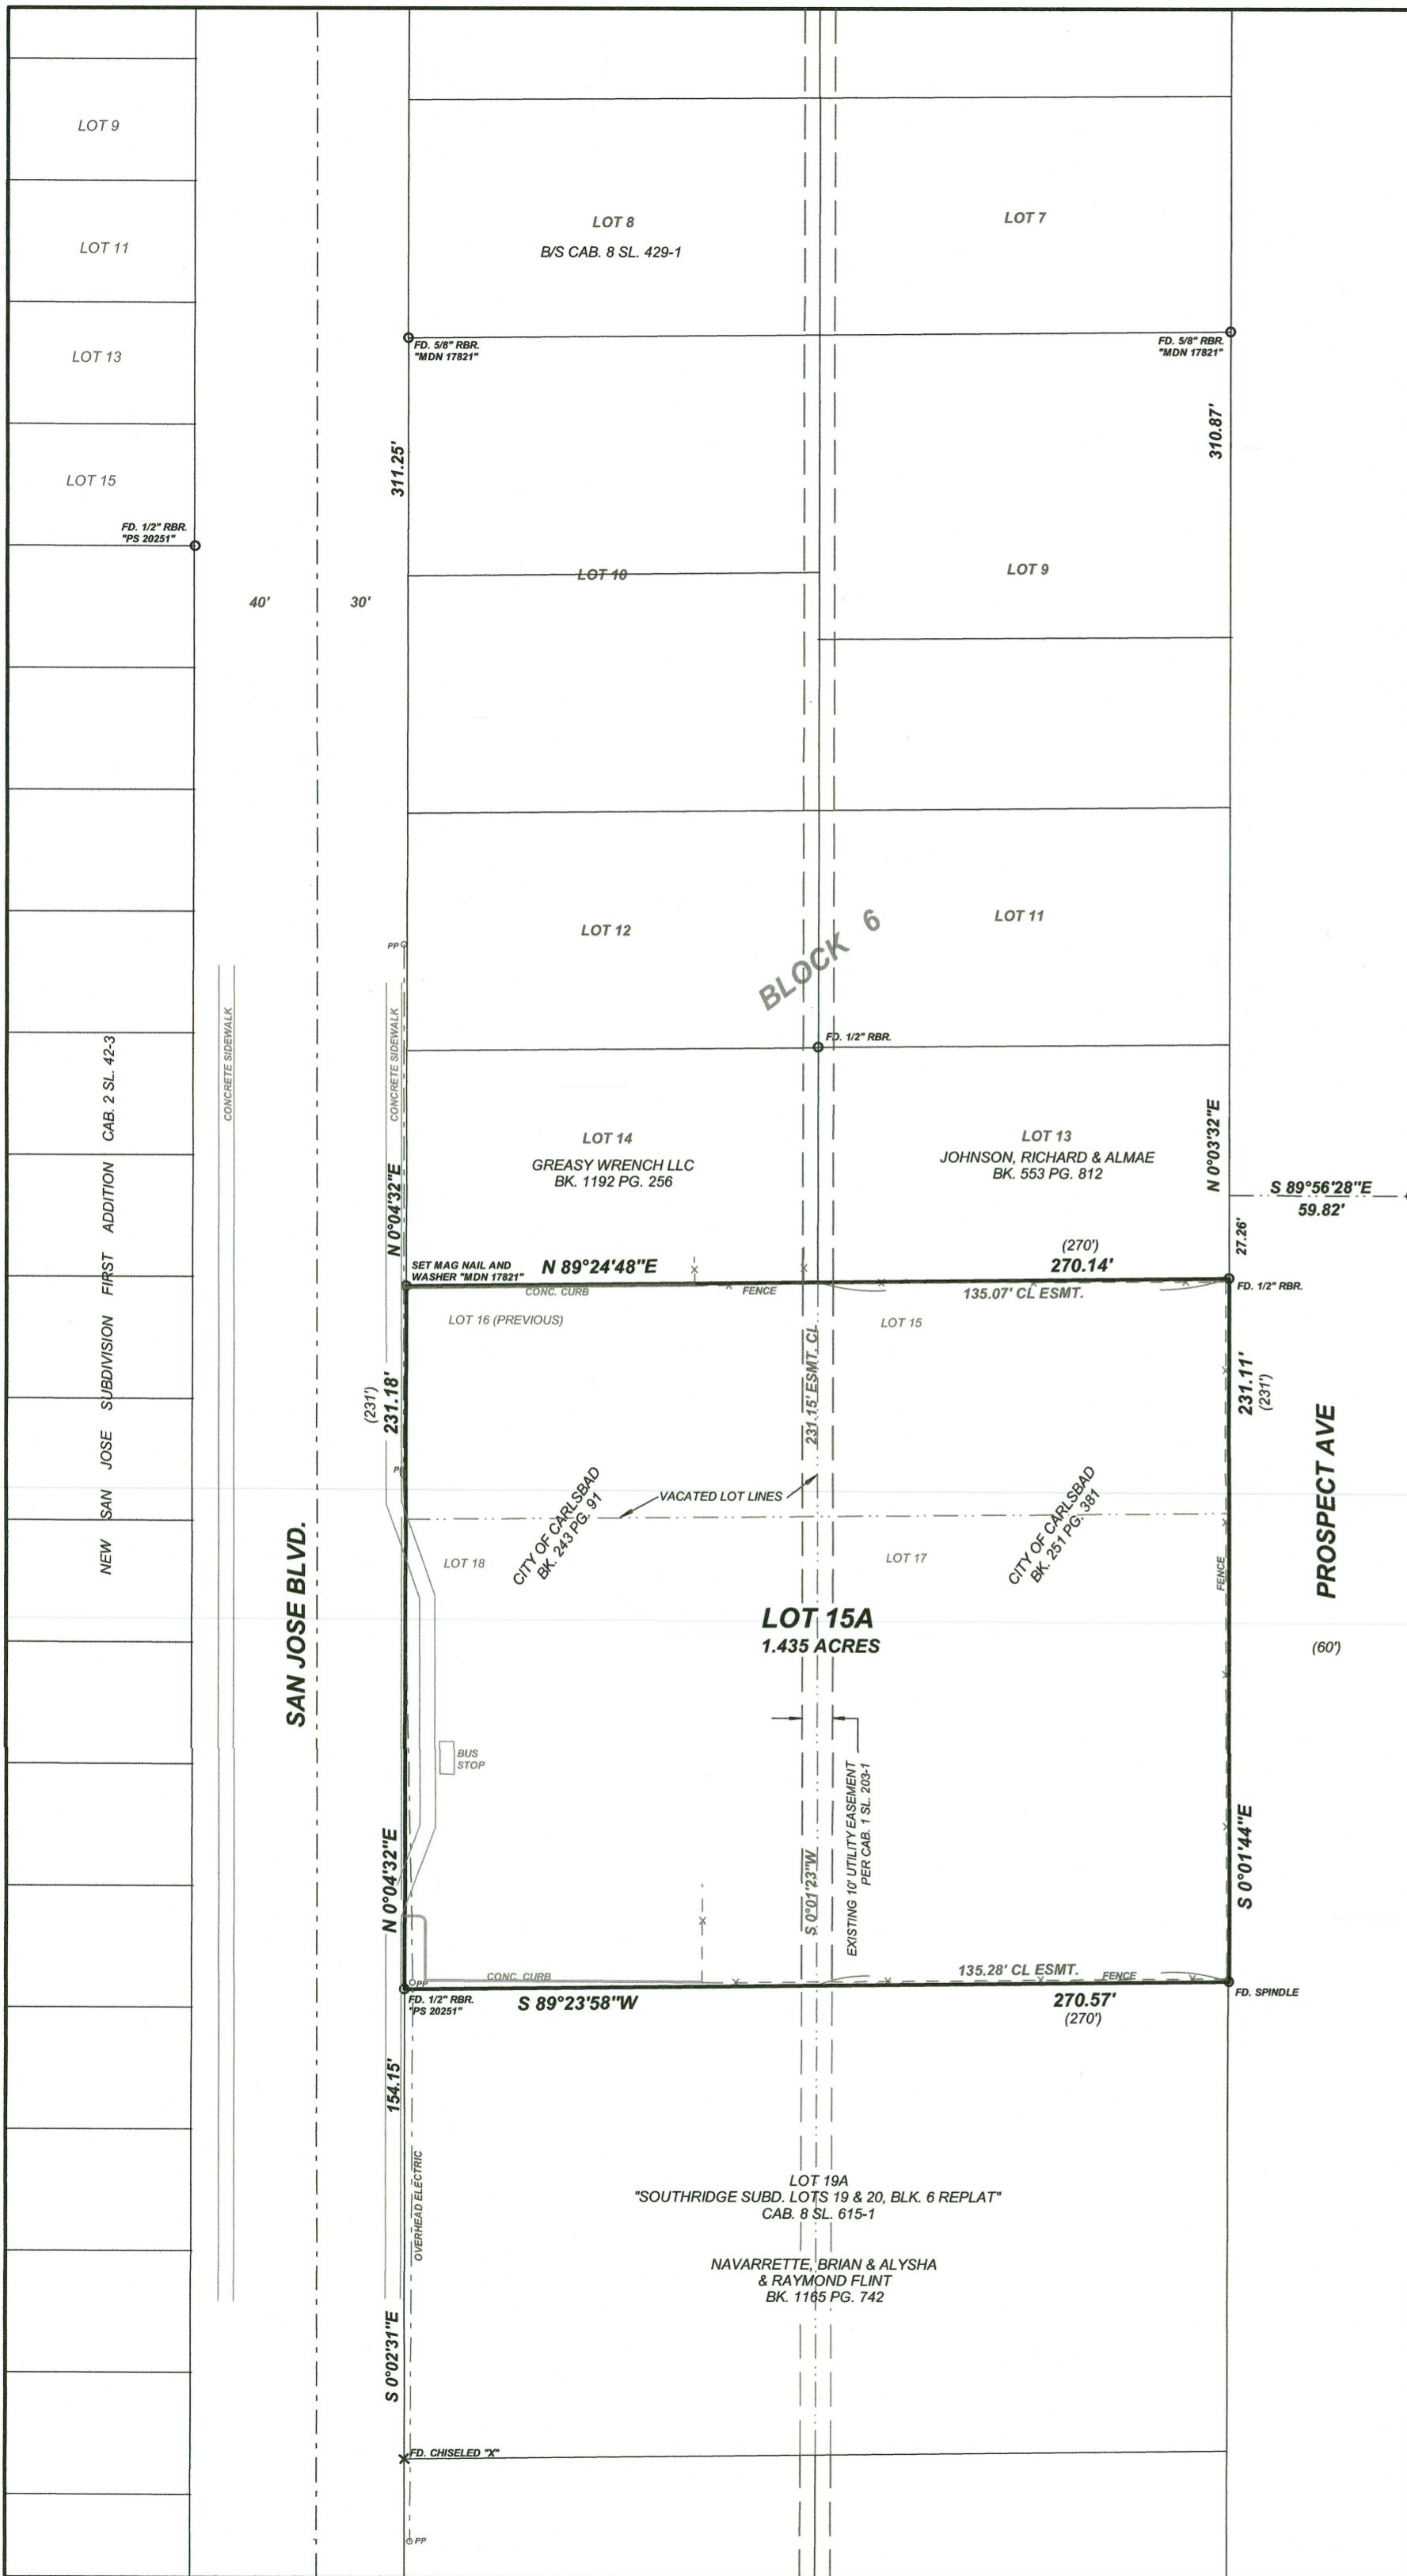 LOT 9
LOT 11
LOT 13
LOT 15
FD. 1/2" RBR.
"PS 20251"
NEW SAN JOSE SUBDIVISION FIRST ADDITION CAB. 2 SL. 42-3
CONCRETE SIDEWALK
40'
30'
SAN JOSE BLVD.
LOT 8
B/S CAB. 8 SL. 429-1
LOT 7
FD. 5/8" RBR.
"MDN 17821"
FD. 5/8" RBR.
"MDN 17821"
311.25'
310.87'
LOT 10
LOT 9
LOT 12
LOT 11
BLOCK 6
PP
CONCRETE SIDEWALK
FD. 1/2" RBR.
LOT 14
GREASY WRENCH LLC
BK. 1192 PG. 256
LOT 13
JOHNSON, RICHARD & ALMAE
BK. 553 PG. 812
N 0°04'32"E
N 0°03'32"E
S 89°56'28"E
59.82'
27.26'
SET MAG NAIL AND
WASHER "MDN 17821"
N 89°24'48"E
(270')
270.14'
CONC. CURB
FENCE
135.07' CL ESMT.
FD. 1/2" RBR.
LOT 16 (PREVIOUS)
LOT 15
231.15' ESMT. CL
(231')
231.18'
231.11'
(231')
PROSPECT AVE
(60')
VACATED LOT LINES
CITY OF CARLSBAD
BK. 243 PG. 91
CITY OF CARLSBAD
BK. 251 PG. 381
LOT 18
LOT 17
FENCE
LOT 15A
1.435 ACRES
BUS
STOP
EXISTING 10' UTILITY EASEMENT
PER CAB. 1 SL. 203-1
S 0°01'23"W
N 0°04'32"E
S 0°01'44"E
PP
CONC. CURB
135.28' CL ESMT.
FENCE
FD. 1/2" RBR.
"PS 20251"
S 89°23'58"W
270.57'
(270')
FD. SPINDLE
154.15'
OVERHEAD ELECTRIC
LOT 19A
"SOUTHRIDGE SUBD. LOTS 19 & 20, BLK. 6 REPLAT"
CAB. 8 SL. 615-1
NAVARRETTE, BRIAN & ALYSHA
& RAYMOND FLINT
BK. 1165 PG. 742
S 0°02'31"E
FD. CHISELED "X"
PP